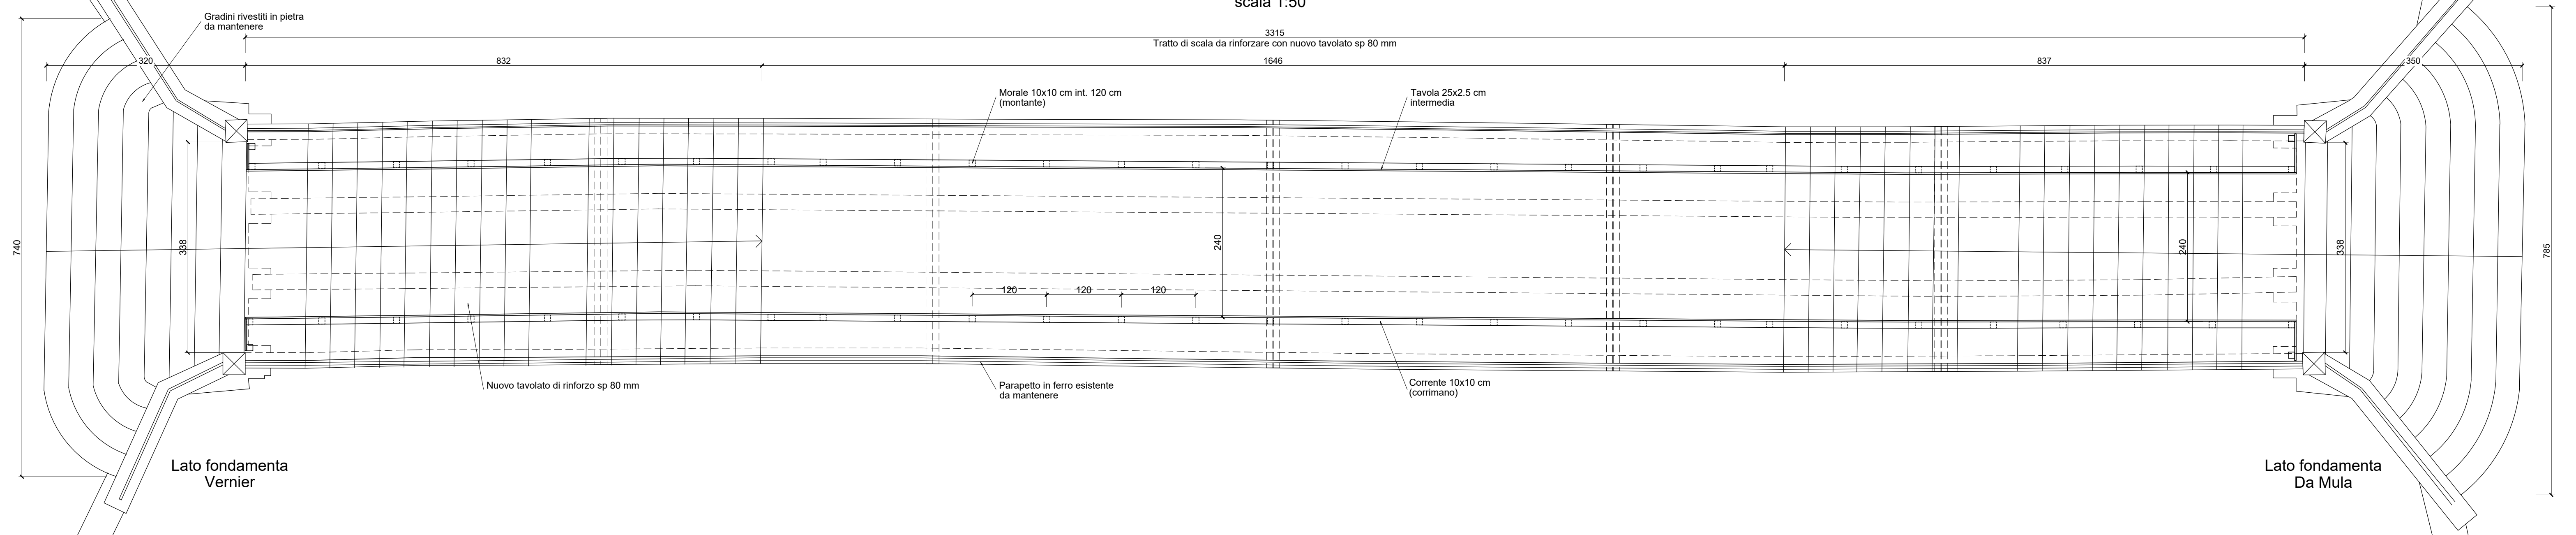 scala 1:50
Gradini rivestiti in pietra
da mantenere
3315
Tratto di scala da rinforzare con nuovo tavolato sp 80 mm
320
832
1646
837
350
Morale 10x10 cm int. 120 cm
(montante)
Tavola 25x2.5 cm
intermedia
740
338
240
240
338
785
120
120
120
Nuovo tavolato di rinforzo sp 80 mm
Parapetto in ferro esistente
da mantenere
Corrente 10x10 cm
(corrimano)
Lato fondamenta
Vernier
Lato fondamenta
Da Mula